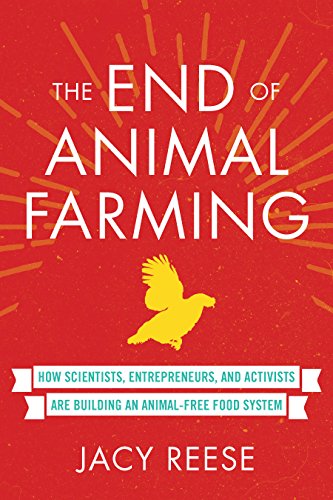 THE END OF
ANIMAL
FARMING
HOW SCIENTISTS, ENTREPRENEURS, AND ACTIVISTS
ARE BUILDING AN ANIMAL-FREE FOOD SYSTEM
JACY REESE